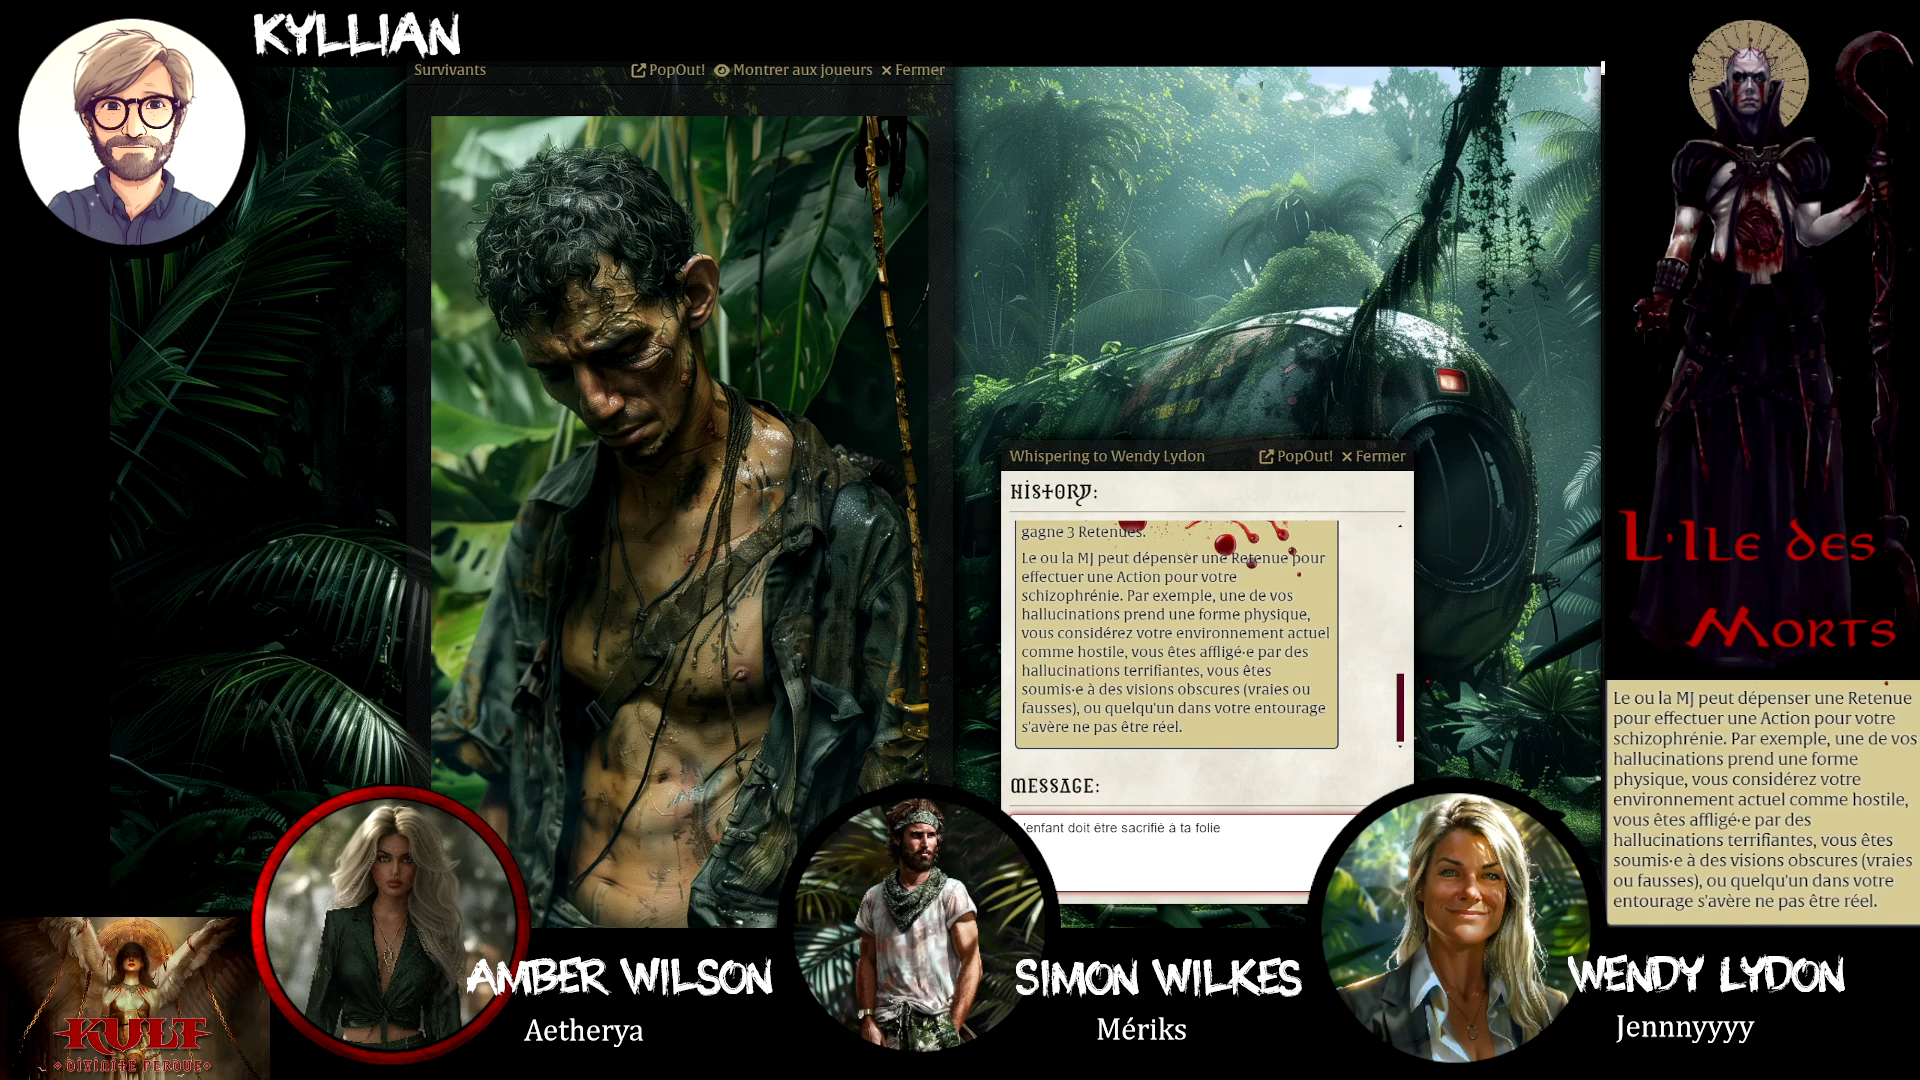 KYLLIAN
Survivants
PopOut!
Montrer aux joueurs
Fermer
Whispering to Wendy Lydon
PopOut!
Fermer
HISTORY:
gagne 3 Retenues.
Le ou la MJ peut dépenser une Retenue pour
effectuer une Action pour votre
schizophrénie. Par exemple, une de vos
hallucinations prend une forme physique,
vous considérez votre environnement actuel
comme hostile, vous êtes affligé·e par des
hallucinations terrifiantes, vous êtes
soumis·e à des visions obscures (vraies ou
fausses), ou quelqu'un dans votre entourage
s'avère ne pas être réel.
MESSAGE:
'enfant doit être sacrifié à ta folie
L'Ile des
Morts
Le ou la MJ peut dépenser une Retenue
pour effectuer une Action pour votre
schizophrénie. Par exemple, une de vos
hallucinations prend une forme
physique, vous considérez votre
environnement actuel comme hostile,
vous êtes affligé·e par des
hallucinations terrifiantes, vous êtes
soumis·e à des visions obscures (vraies
ou fausses), ou quelqu'un dans votre
entourage s'avère ne pas être réel.
KULT
DIVINITÉ PERDUE
AMBER WILSON
Aetherya
SIMON WILKES
Mériks
WENDY LYDON
Jennnyyyy